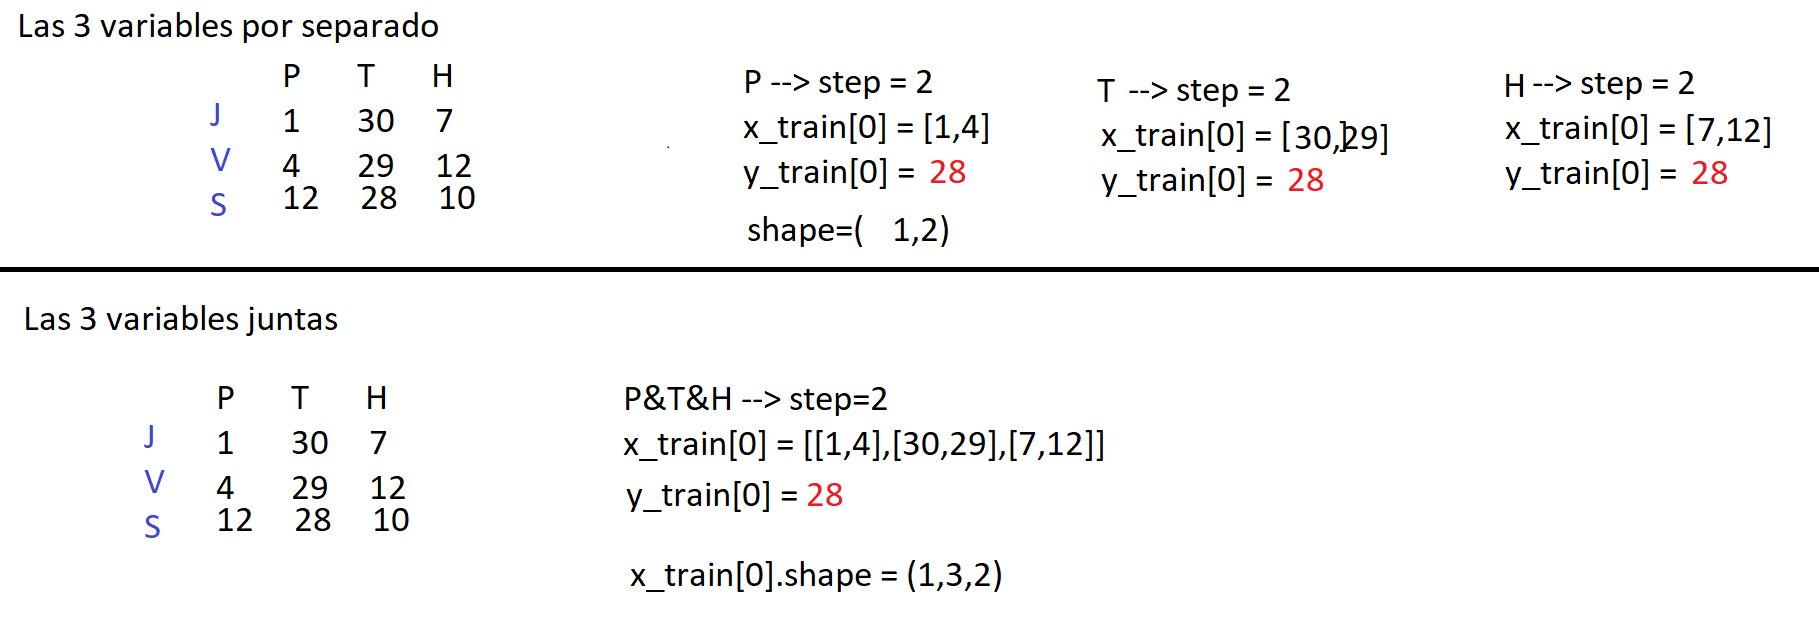 Las 3 variables por separado
P T H
J 1 30 7
V 4 29 12
S 12 28 10
P --> step = 2
x_train[0] = [1,4]
y_train[0] = 28
shape=( 1,2)
T --> step = 2
x_train[0] = [30,29]
y_train[0] = 28
H --> step = 2
x_train[0] = [7,12]
y_train[0] = 28
Las 3 variables juntas
P T H
J 1 30 7
V 4 29 12
S 12 28 10
P&T&H --> step=2
x_train[0] = [[1,4],[30,29],[7,12]]
y_train[0] = 28
x_train[0].shape = (1,3,2)